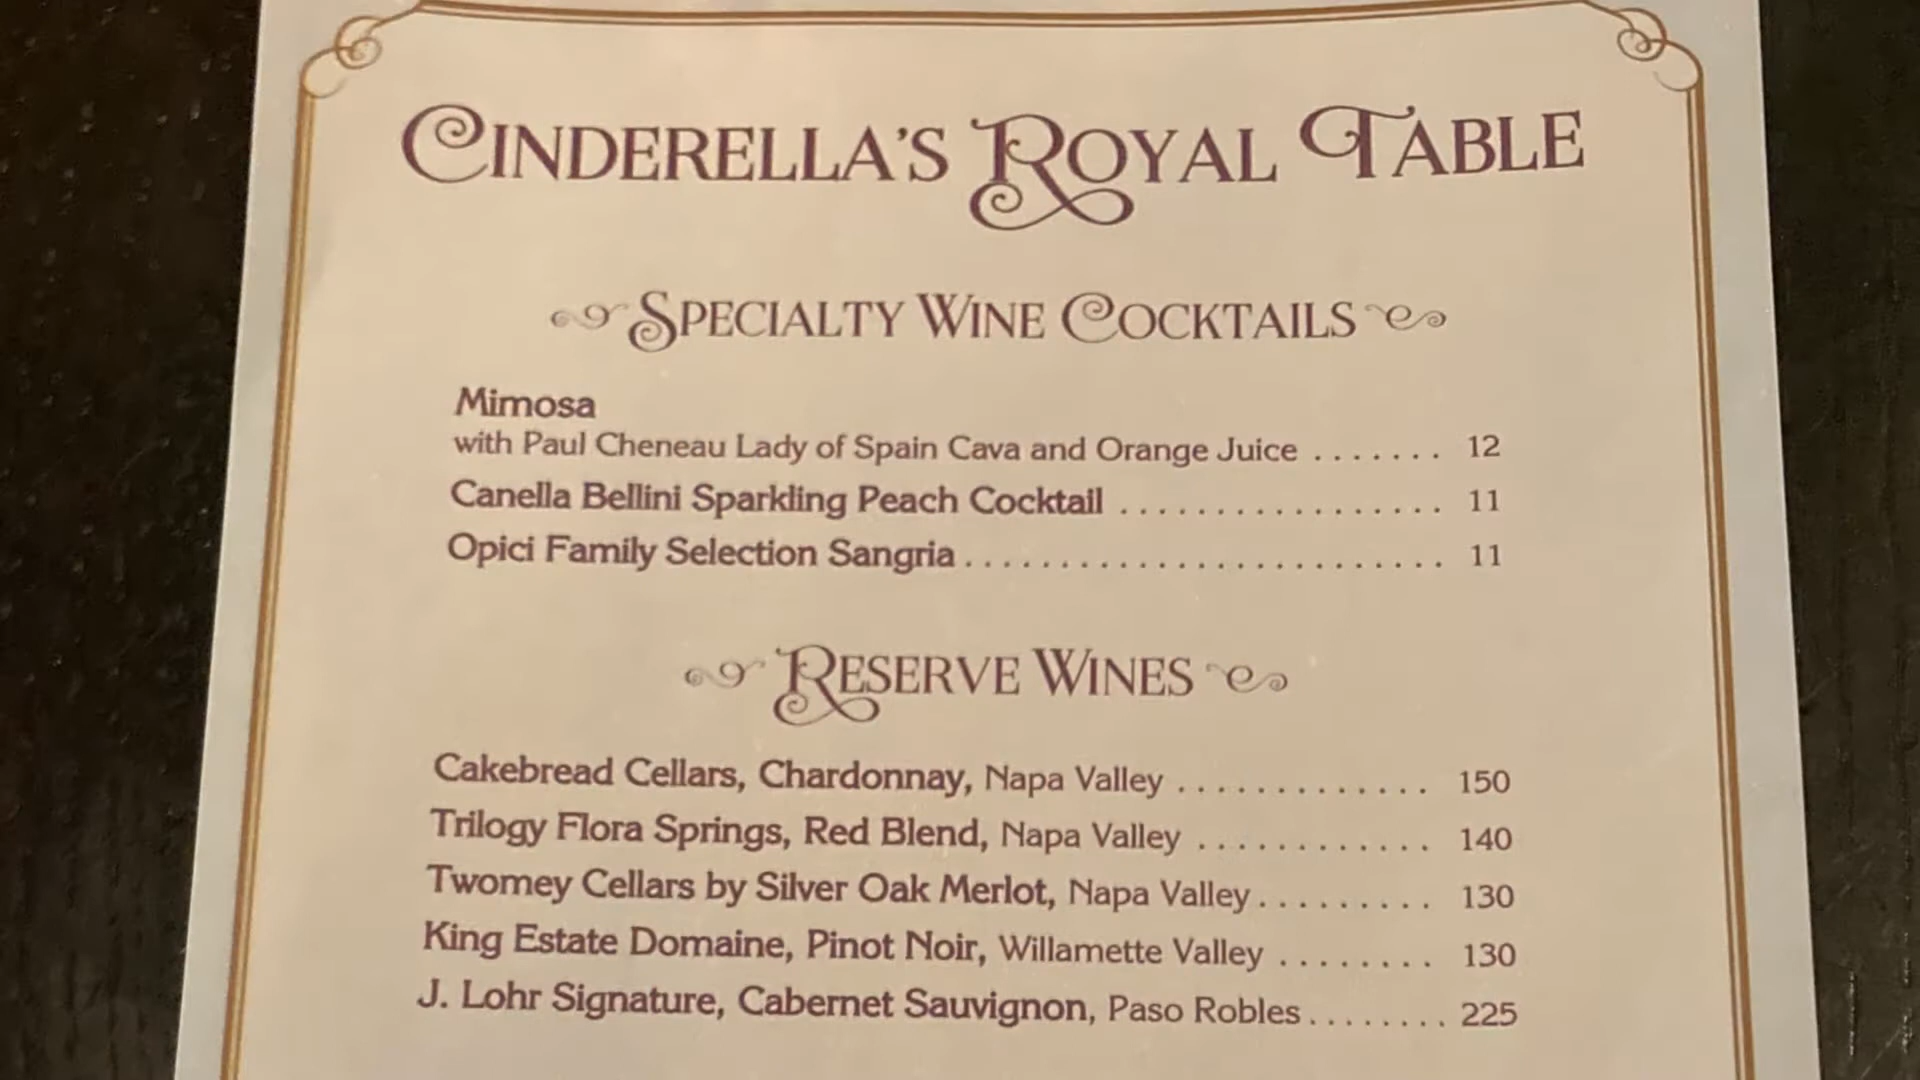 CINDERELLA'S ROYAL TABLE
SPECIALTY WINE COCKTAILS
Mimosa
with Paul Cheneau Lady of Spain Cava and Orange Juice ....... 12
Canella Bellini Sparkling Peach Cocktail ................. 11
Opici Family Selection Sangria .......................... 11
RESERVE WINES
Cakebread Cellars, Chardonnay, Napa Valley ............. 150
Trilogy Flora Springs, Red Blend, Napa Valley ............ 140
Twomey Cellars by Silver Oak Merlot, Napa Valley ......... 130
King Estate Domaine, Pinot Noir, Willamette Valley ........ 130
J. Lohr Signature, Cabernet Sauvignon, Paso Robles ........ 225